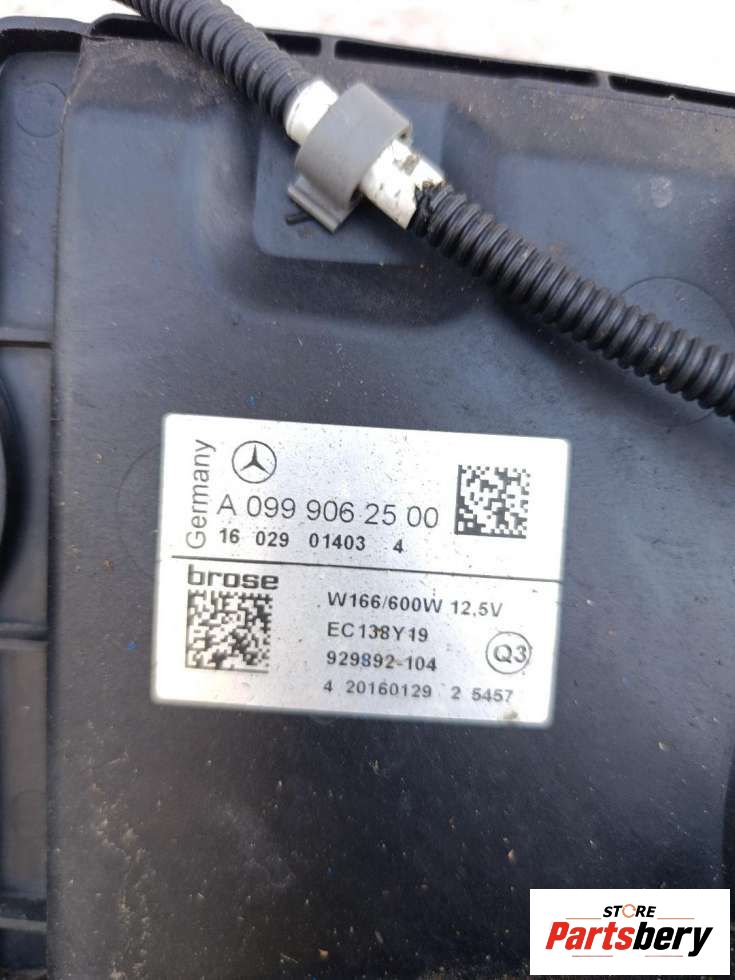 Germany
A 099 906 25 00
16 029 01403 4
brose
W166/600W 12,5V
EC138Y19
929892-104
Q3
4 20160129 2 5457
STORE
Partsbery